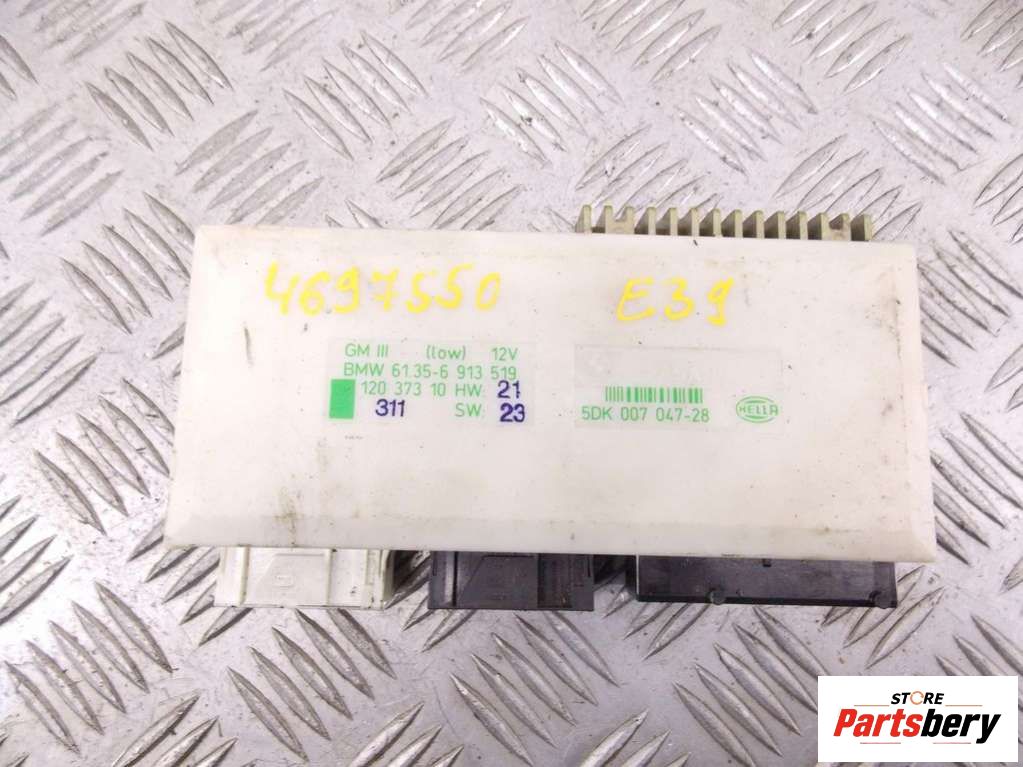 4697550 E39
GM III (low) 12V
BMW 61.35-6 913 519
120 373 10 HW: 21
311 SW: 23
5DK 007 047-28
HELLA
STORE
Partsbery